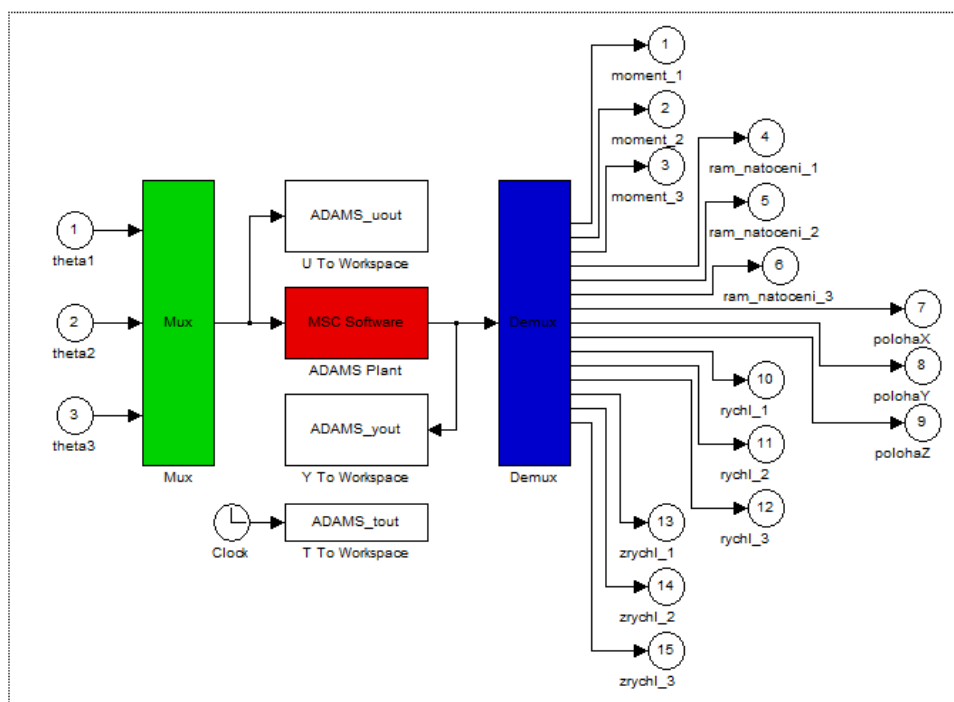 1
theta1
2
theta2
3
theta3
Mux
Mux
ADAMS_uout
U To Workspace
MSC Software
ADAMS Plant
ADAMS_yout
Y To Workspace
Clock
ADAMS_tout
T To Workspace
Demux
Demux
1
moment_1
2
moment_2
3
moment_3
4
ram_natoceni_1
5
ram_natoceni_2
6
ram_natoceni_3
7
polohaX
8
polohaY
9
polohaZ
10
rychl_1
11
rychl_2
12
rychl_3
13
zrychl_1
14
zrychl_2
15
zrychl_3